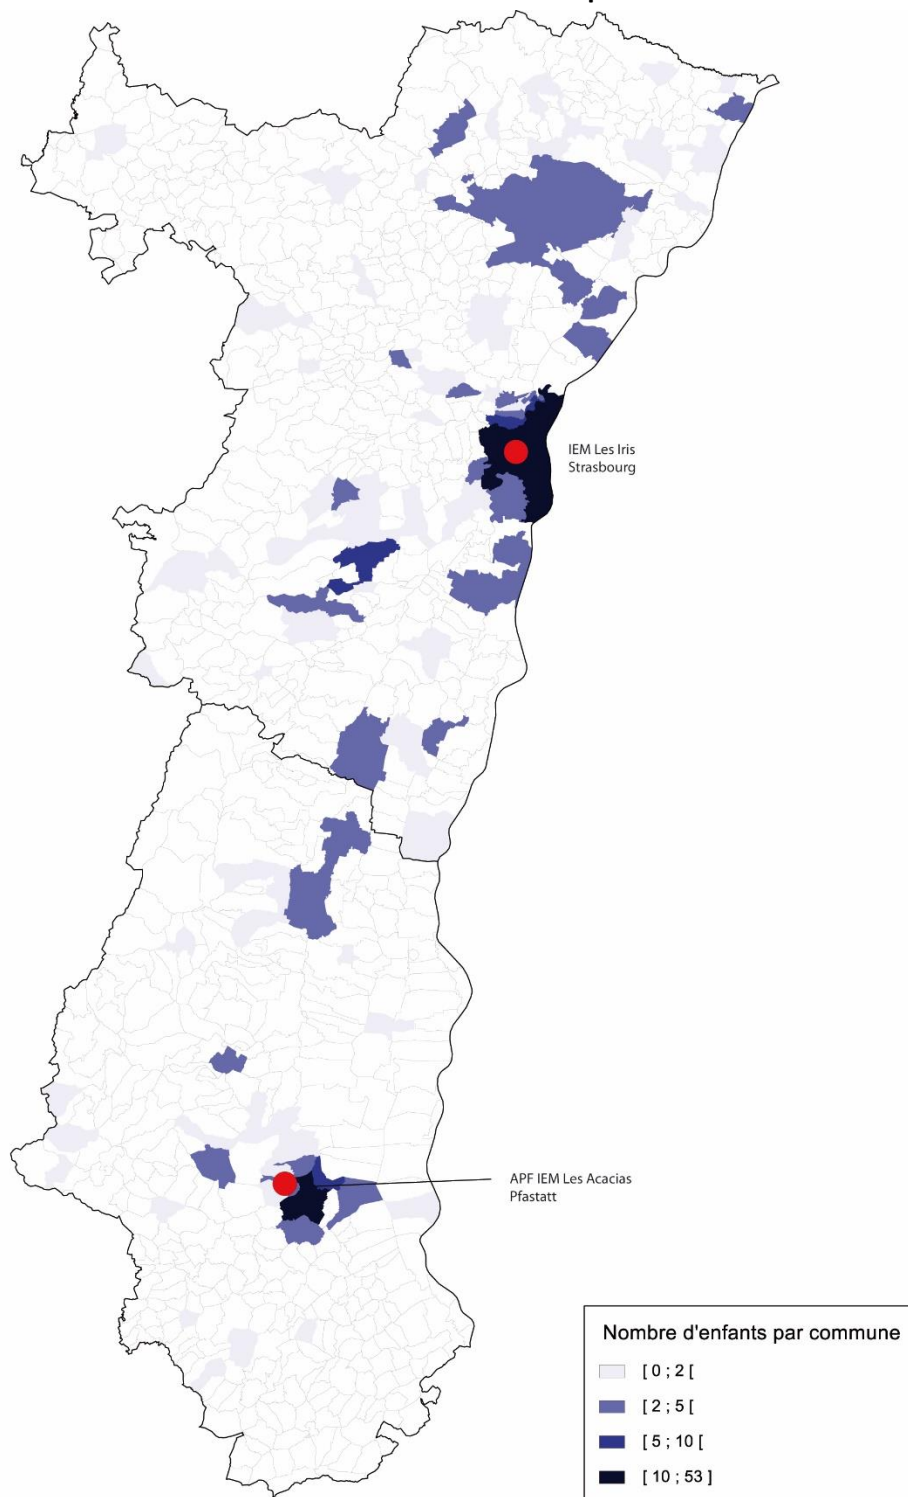 IEM Les Iris
Strasbourg
APF IEM Les Acacias
Pfastatt
Nombre d'enfants par commune
[ 0 ; 2 [
[ 2 ; 5 [
[ 5 ; 10 [
[ 10 ; 53 ]